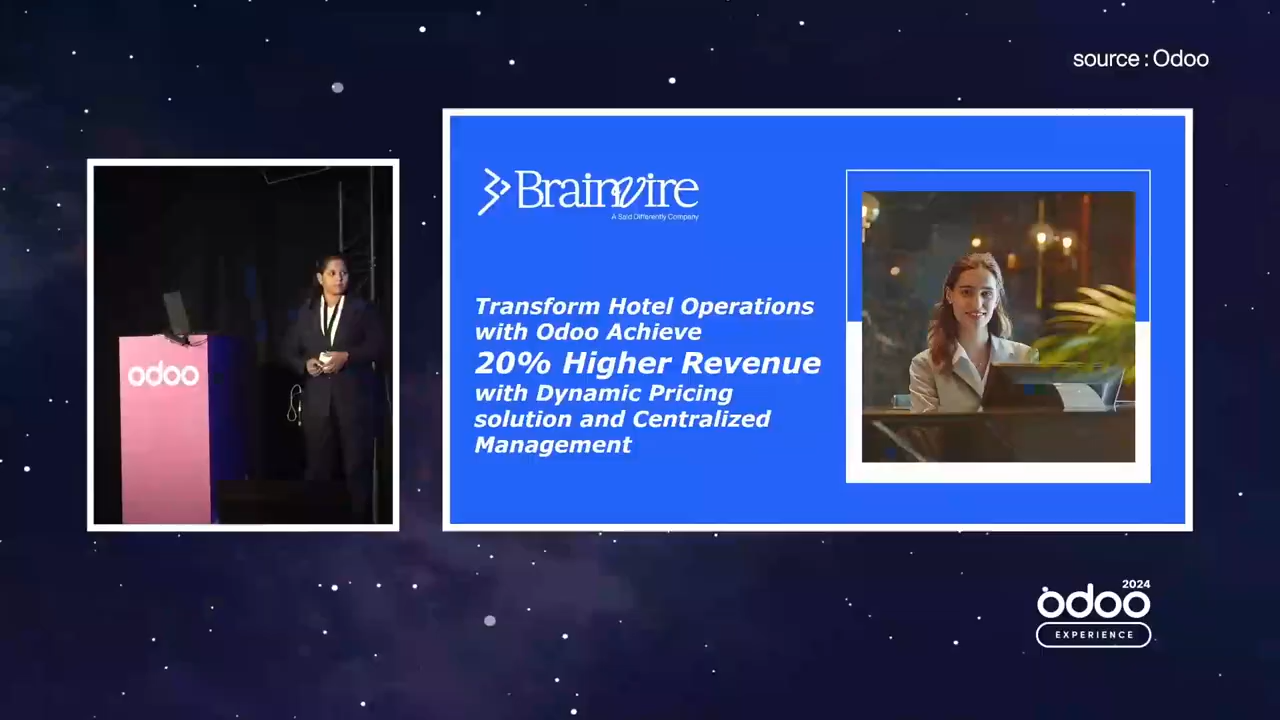 source : Odoo
Brainvire
A Said Differently Company
Transform Hotel Operations
with Odoo Achieve
20% Higher Revenue
with Dynamic Pricing
solution and Centralized
Management
odoo
2024
odoo
EXPERIENCE